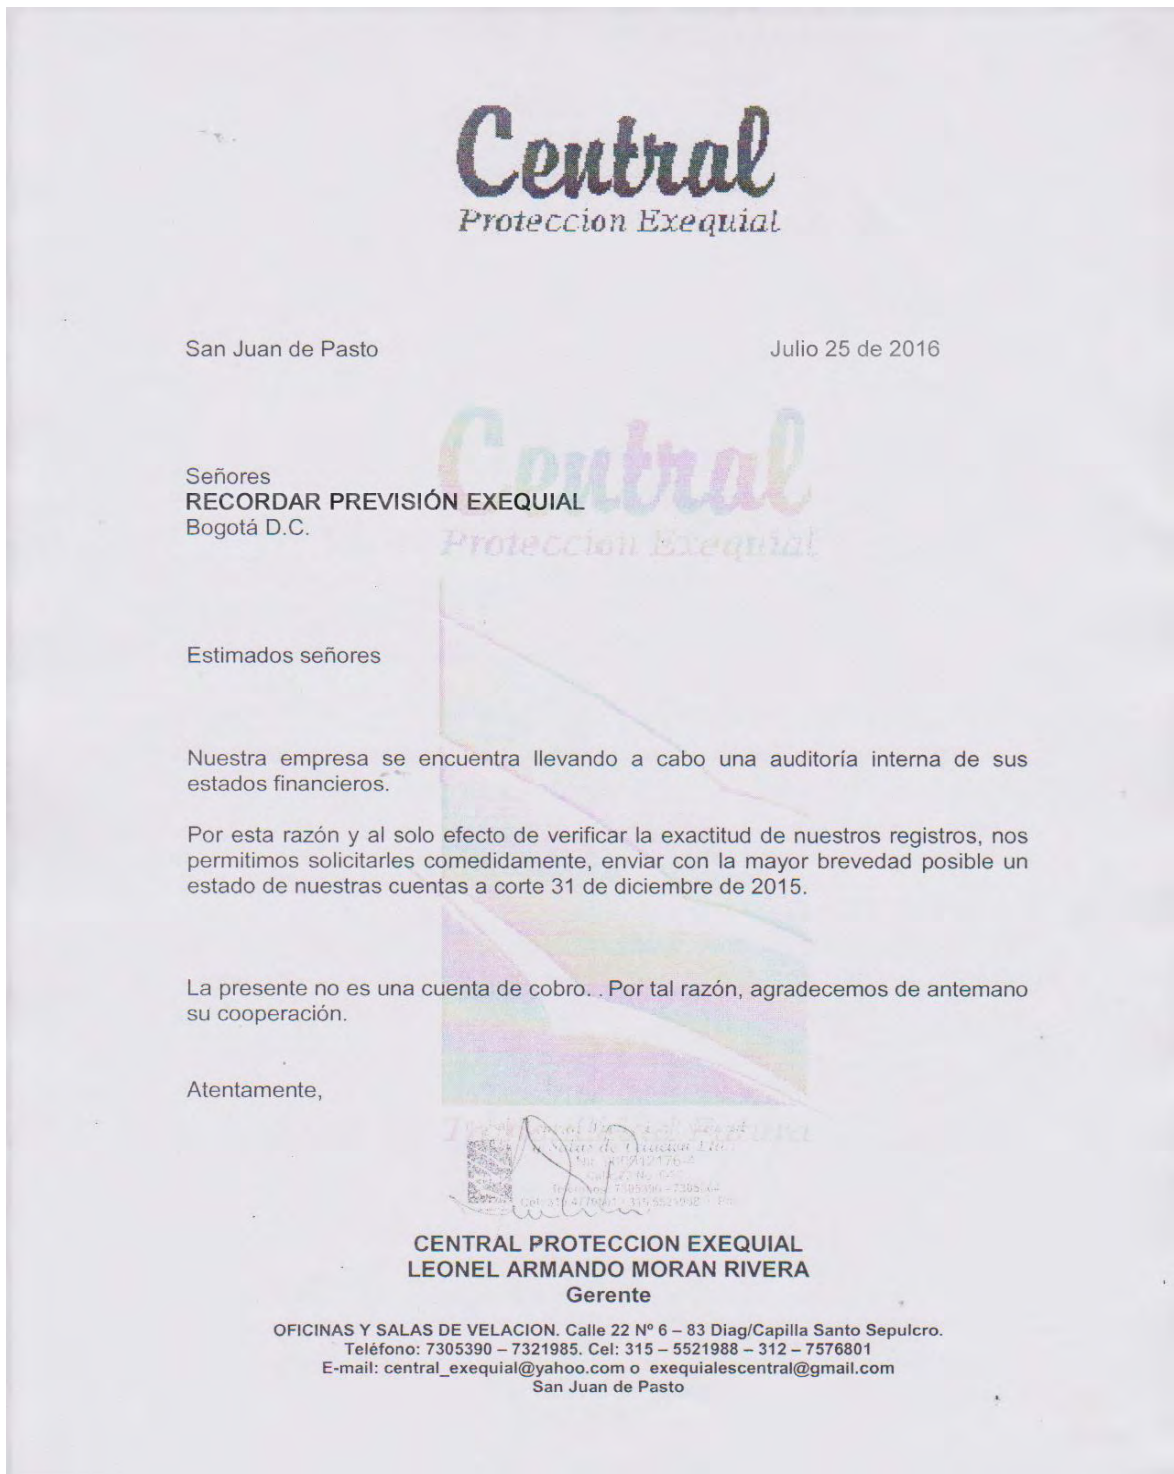 Central
Proteccion Exequial
San Juan de Pasto Julio 25 de 2016
Central
Proteccion Exequial
Señores
RECORDAR PREVISIÓN EXEQUIAL
Bogotá D.C.
Estimados señores
Nuestra empresa se encuentra llevando a cabo una auditoría interna de sus
estados financieros.
Por esta razón y al solo efecto de verificar la exactitud de nuestros registros, nos
permitimos solicitarles comedidamente, enviar con la mayor brevedad posible un
estado de nuestras cuentas a corte 31 de diciembre de 2015.
La presente no es una cuenta de cobro. . Por tal razón, agradecemos de antemano
su cooperación.
Atentamente,
CENTRAL PROTECCION EXEQUIAL
LEONEL ARMANDO MORAN RIVERA
Gerente
OFICINAS Y SALAS DE VELACION. Calle 22 Nº 6 – 83 Diag/Capilla Santo Sepulcro.
Teléfono: 7305390 – 7321985. Cel: 315 – 5521988 – 312 – 7576801
E-mail: central_exequial@yahoo.com o exequialescentral@gmail.com
San Juan de Pasto